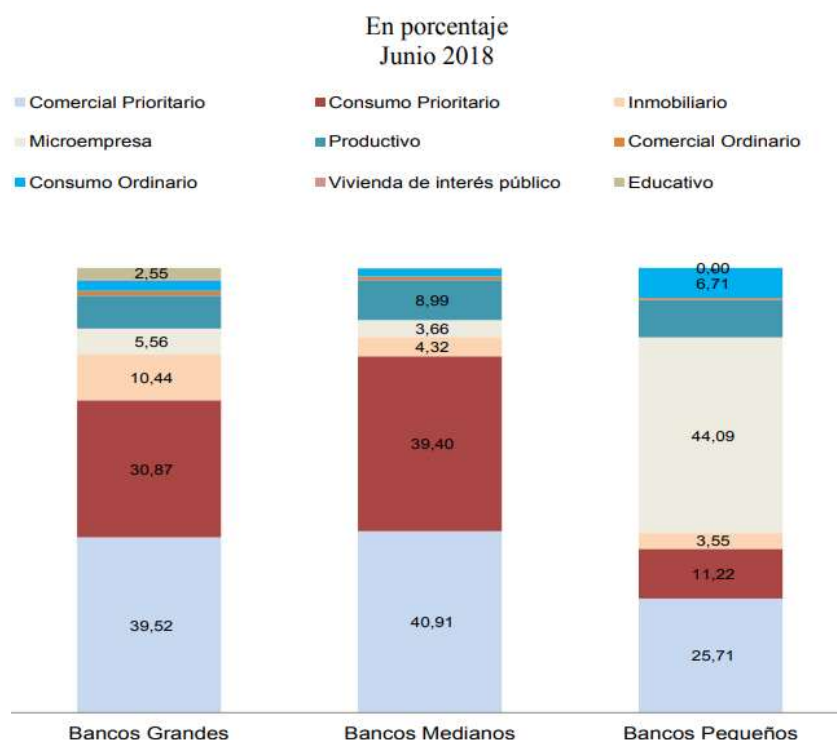 En porcentaje
Junio 2018
Comercial Prioritario Consumo Prioritario Inmobiliario
Microempresa Productivo Comercial Ordinario
Consumo Ordinario Vivienda de interés público Educativo
2,55 0,00
6,71
8,99
5,56 3,66
10,44 4,32
44,09
30,87 39,40
3,55
11,22
39,52 40,91 25,71
Bancos Grandes Bancos Medianos Bancos Pequeños